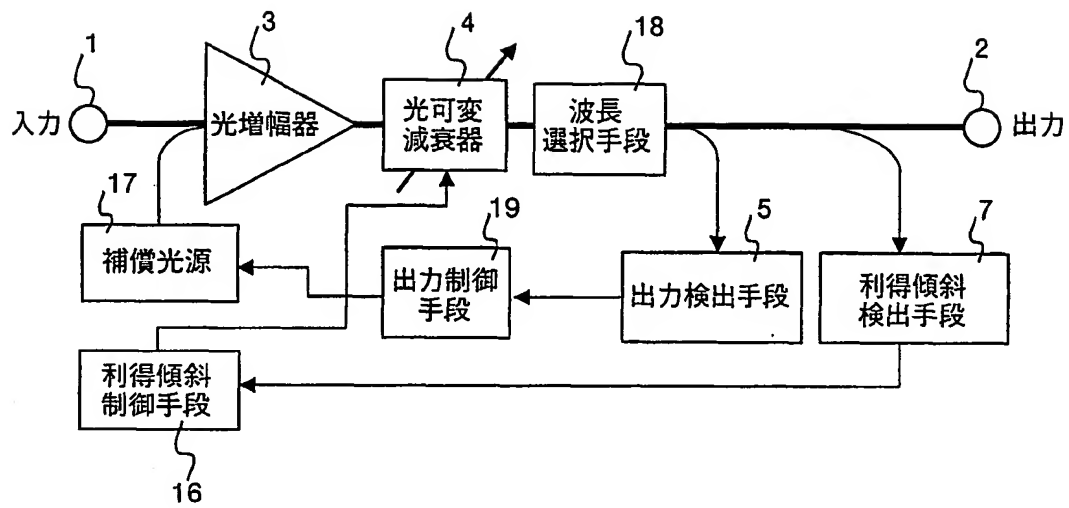 1
3
4
18
2
入力
光増幅器
光可変
減衰器
波長
選択手段
出力
17
補償光源
19
出力制御
手段
5
出力検出手段
7
利得傾斜
検出手段
利得傾斜
制御手段
16